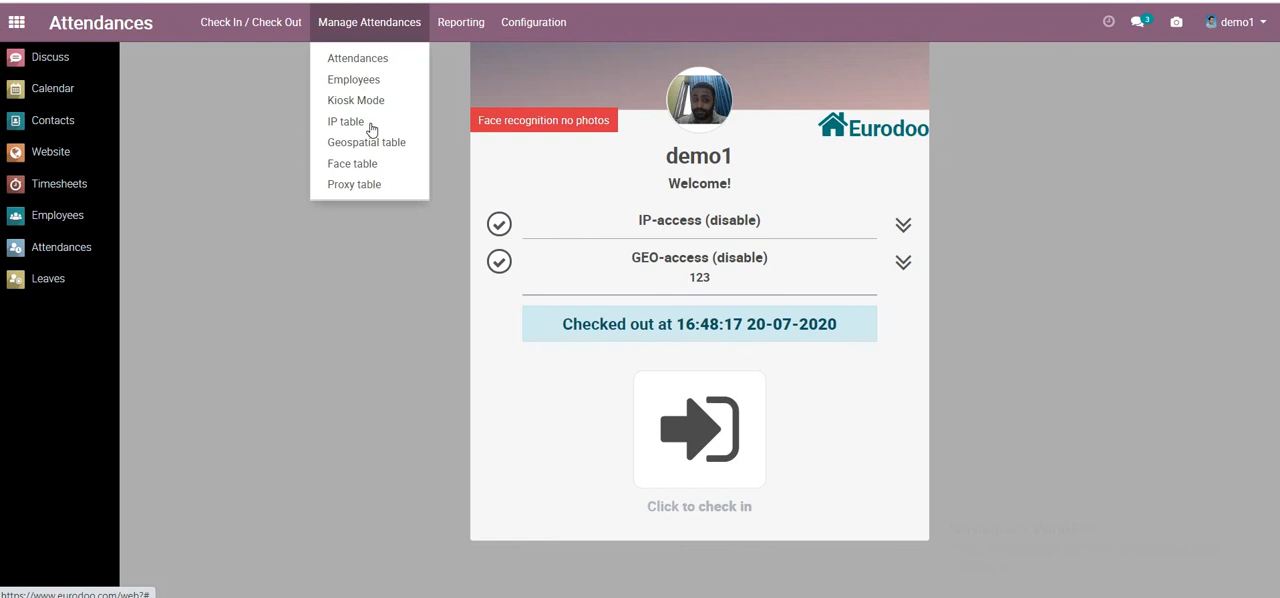 Attendances
Check In / Check Out
Manage Attendances
Reporting
Configuration
3
demo1
Discuss
Calendar
Contacts
Website
Timesheets
Employees
Attendances
Leaves
Attendances
Employees
Kiosk Mode
IP table
Geospatial table
Face table
Proxy table
Face recognition no photos
Eurodoo
demo1
Welcome!
IP-access (disable)
GEO-access (disable)
123
Checked out at 16:48:17 20-07-2020
Click to check in
https://www.eurodoo.com/web?#